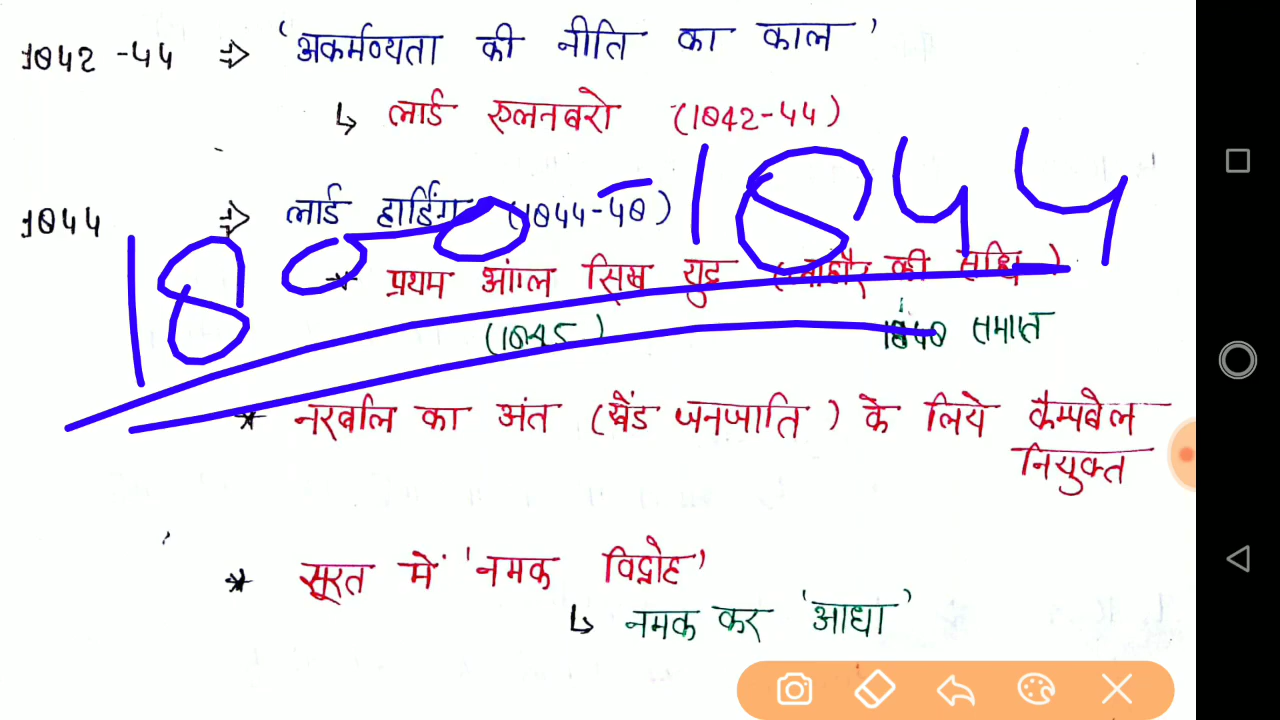 1842 -44 ⇒ 'अकर्मण्यता की नीति का काल'
↳ लार्ड एलनबरो (1842-44)
1844 ⇒ लार्ड हार्डिंग (1844-48)
1844
1800
* प्रथम आंग्ल सिख युद्ध (लाहौर की संधि)
(1845) समाप्त
* नरबलि का अंत (खोंड जनजाति) के लिये कैम्पबेल
नियुक्त
* सूरत में 'नमक विद्रोह'
↳ नमक कर 'आधा'